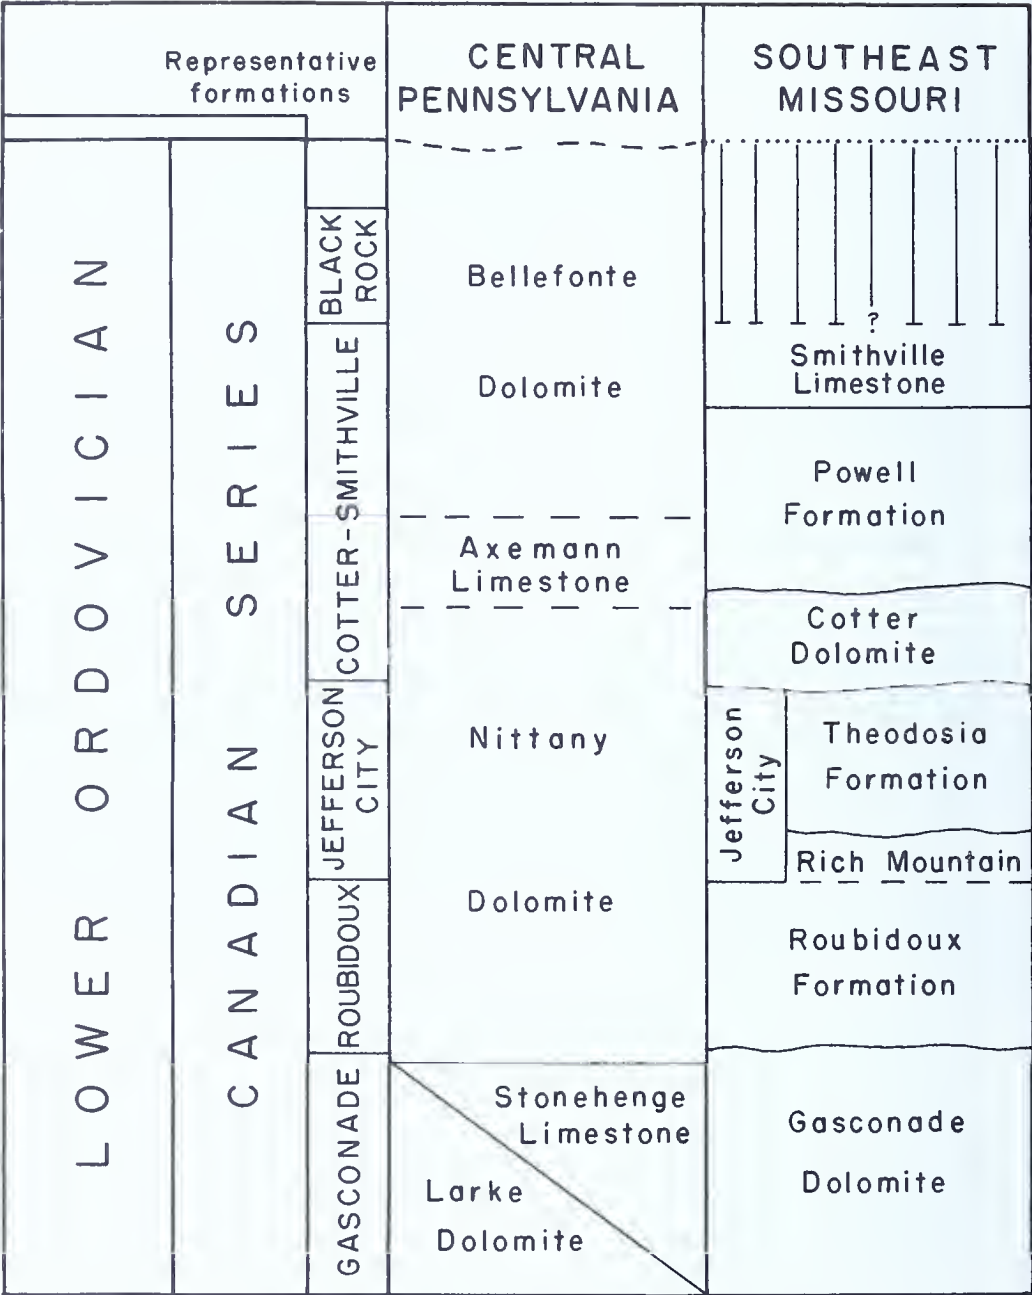 Representative
formations
CENTRAL
PENNSYLVANIA
SOUTHEAST
MISSOURI
LOWER ORDOVICIAN
CANADIAN SERIES
BLACK
ROCK
COTTER-SMITHVILLE
JEFFERSON
CITY
ROUBIDOUX
GASCONADE
Bellefonte
Dolomite
Axemann
Limestone
Nittany
Dolomite
Stonehenge
Limestone
Larke
Dolomite
?
Smithville
Limestone
Powell
Formation
Cotter
Dolomite
Jefferson
City
Theodosia
Formation
Rich Mountain
Roubidoux
Formation
Gasconade
Dolomite